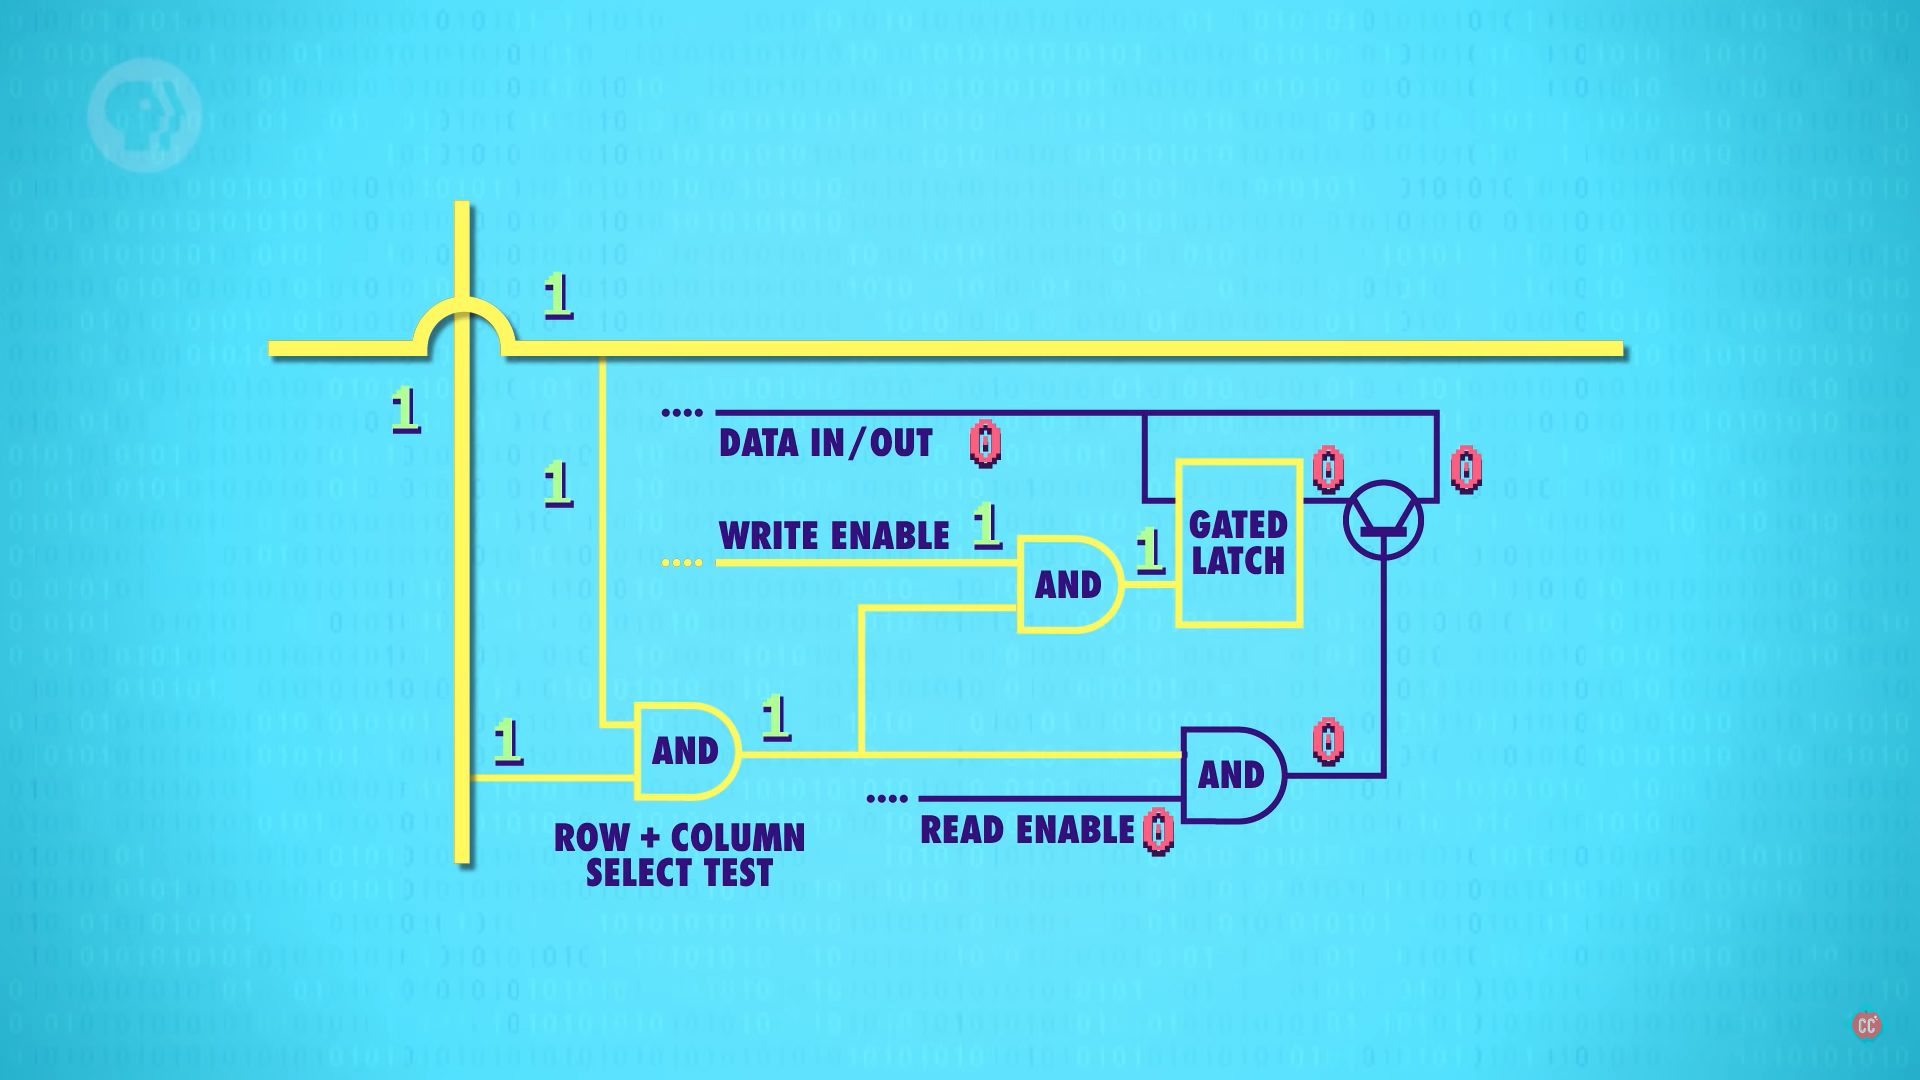 1
1
DATA IN/OUT 0
0
0
1
WRITE ENABLE 1
1
GATED
LATCH
AND
1
1
AND
0
AND
READ ENABLE 0
ROW + COLUMN
SELECT TEST
CC